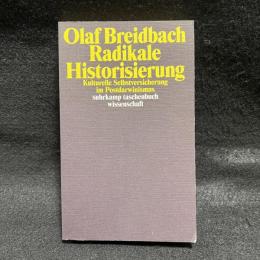 Olaf Breidbach
Radikale
Historisierung
Kulturelle Selbstversicherung
im Postdarwinismus
suhrkamp taschenbuch
wissenschaft